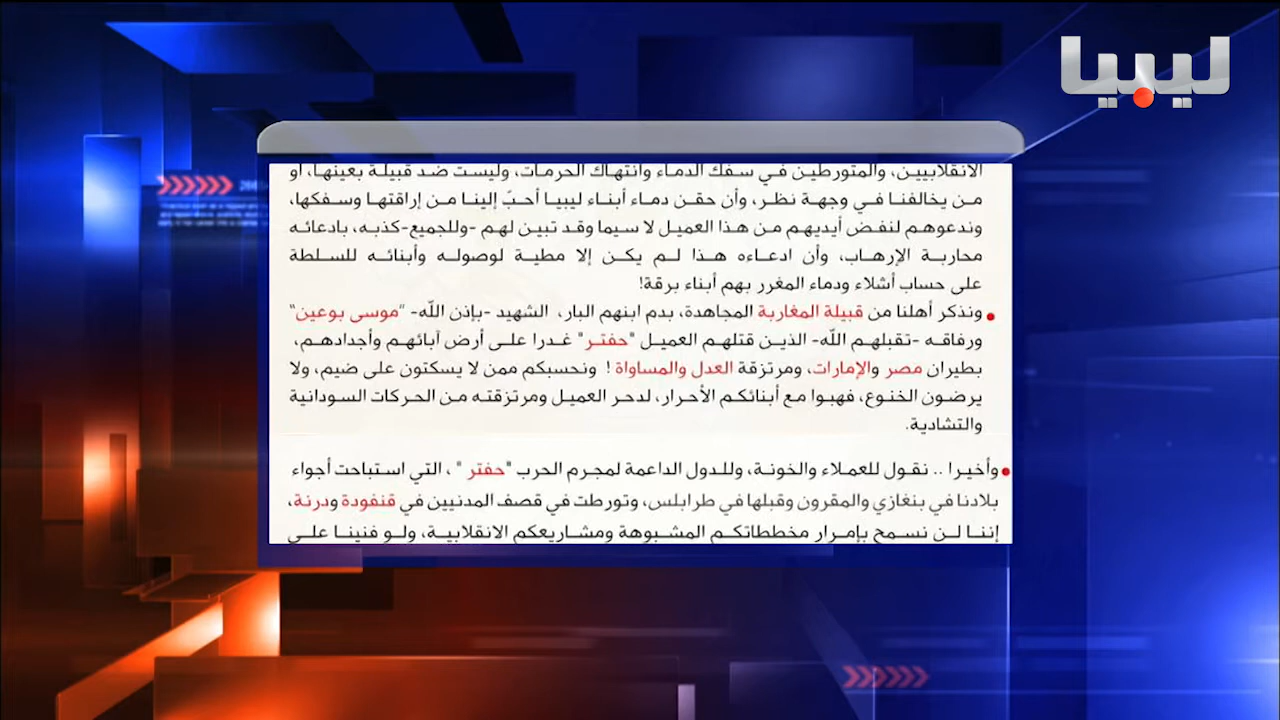 ليبيا
الانقلابيين، والمتورطين في سفك الدماء وانتهاك الحرمات، وليست ضد قبيلة بعينها، أو
من يخالفنا في وجهة نظر، وأن حقن دماء أبناء ليبيا أحبّ إلينا من إراقتها وسفكها،
وندعوهم لنفض أيديهم من هذا العميل لا سيما وقد تبين لهم -وللجميع-كذبه، بادعائه
محاربة الإرهاب، وأن ادعاءه هذا لم يكن إلا مطية لوصوله وأبنائه للسلطة
على حساب أشلاء ودماء المغرر بهم أبناء برقة!
• ونذكر أهلنا من قبيلة المغاربة المجاهدة، بدم ابنهم البار، الشهيد -بإذن الله- "موسى بوعين"
ورفاقه -تقبلهم الله- الذين قتلهم العميل "حفتر" غدرا على أرض آبائهم وأجدادهم،
بطيران مصر والإمارات، ومرتزقة العدل والمساواة ! ونحسبكم ممن لا يسكتون على ضيم، ولا
يرضون الخنوع، فهبوا مع أبنائكم الأحرار، لدحر العميل ومرتزقته من الحركات السودانية
والتشادية.
• وأخيرا .. نقول للعملاء والخونة، وللدول الداعمة لمجرم الحرب "حفتر " ، التي استباحت أجواء
بلادنا في بنغازي والمقرون وقبلها في طرابلس، وتورطت في قصف المدنيين في قنفودة ودرنة،
إننا لن نسمح بإمرار مخططاتكم المشبوهة ومشاريعكم الانقلابية، ولو فنينا على